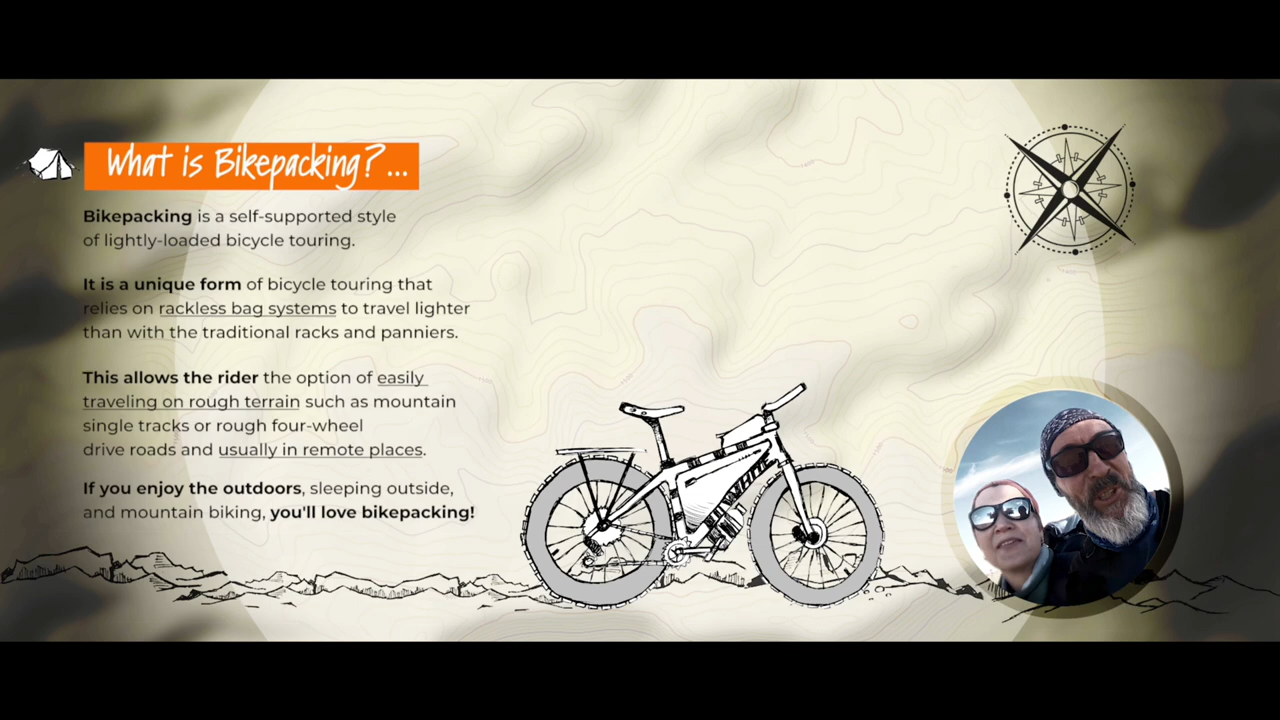 What is Bikepacking? ...
Bikepacking is a self-supported style
of lightly-loaded bicycle touring.
It is a unique form of bicycle touring that
relies on rackless bag systems to travel lighter
than with the traditional racks and panniers.
This allows the rider the option of easily
traveling on rough terrain such as mountain
single tracks or rough four-wheel
drive roads and usually in remote places.
If you enjoy the outdoors, sleeping outside,
and mountain biking, you'll love bikepacking!
WHITE